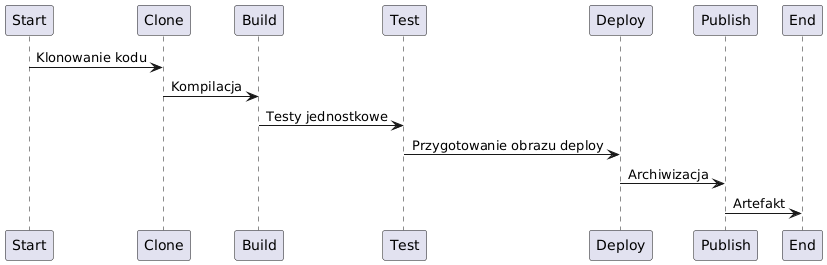 Start Clone Build Test Deploy Publish End
Klonowanie kodu
Kompilacja
Testy jednostkowe
Przygotowanie obrazu deploy
Archiwizacja
Artefakt
Start Clone Build Test Deploy Publish End